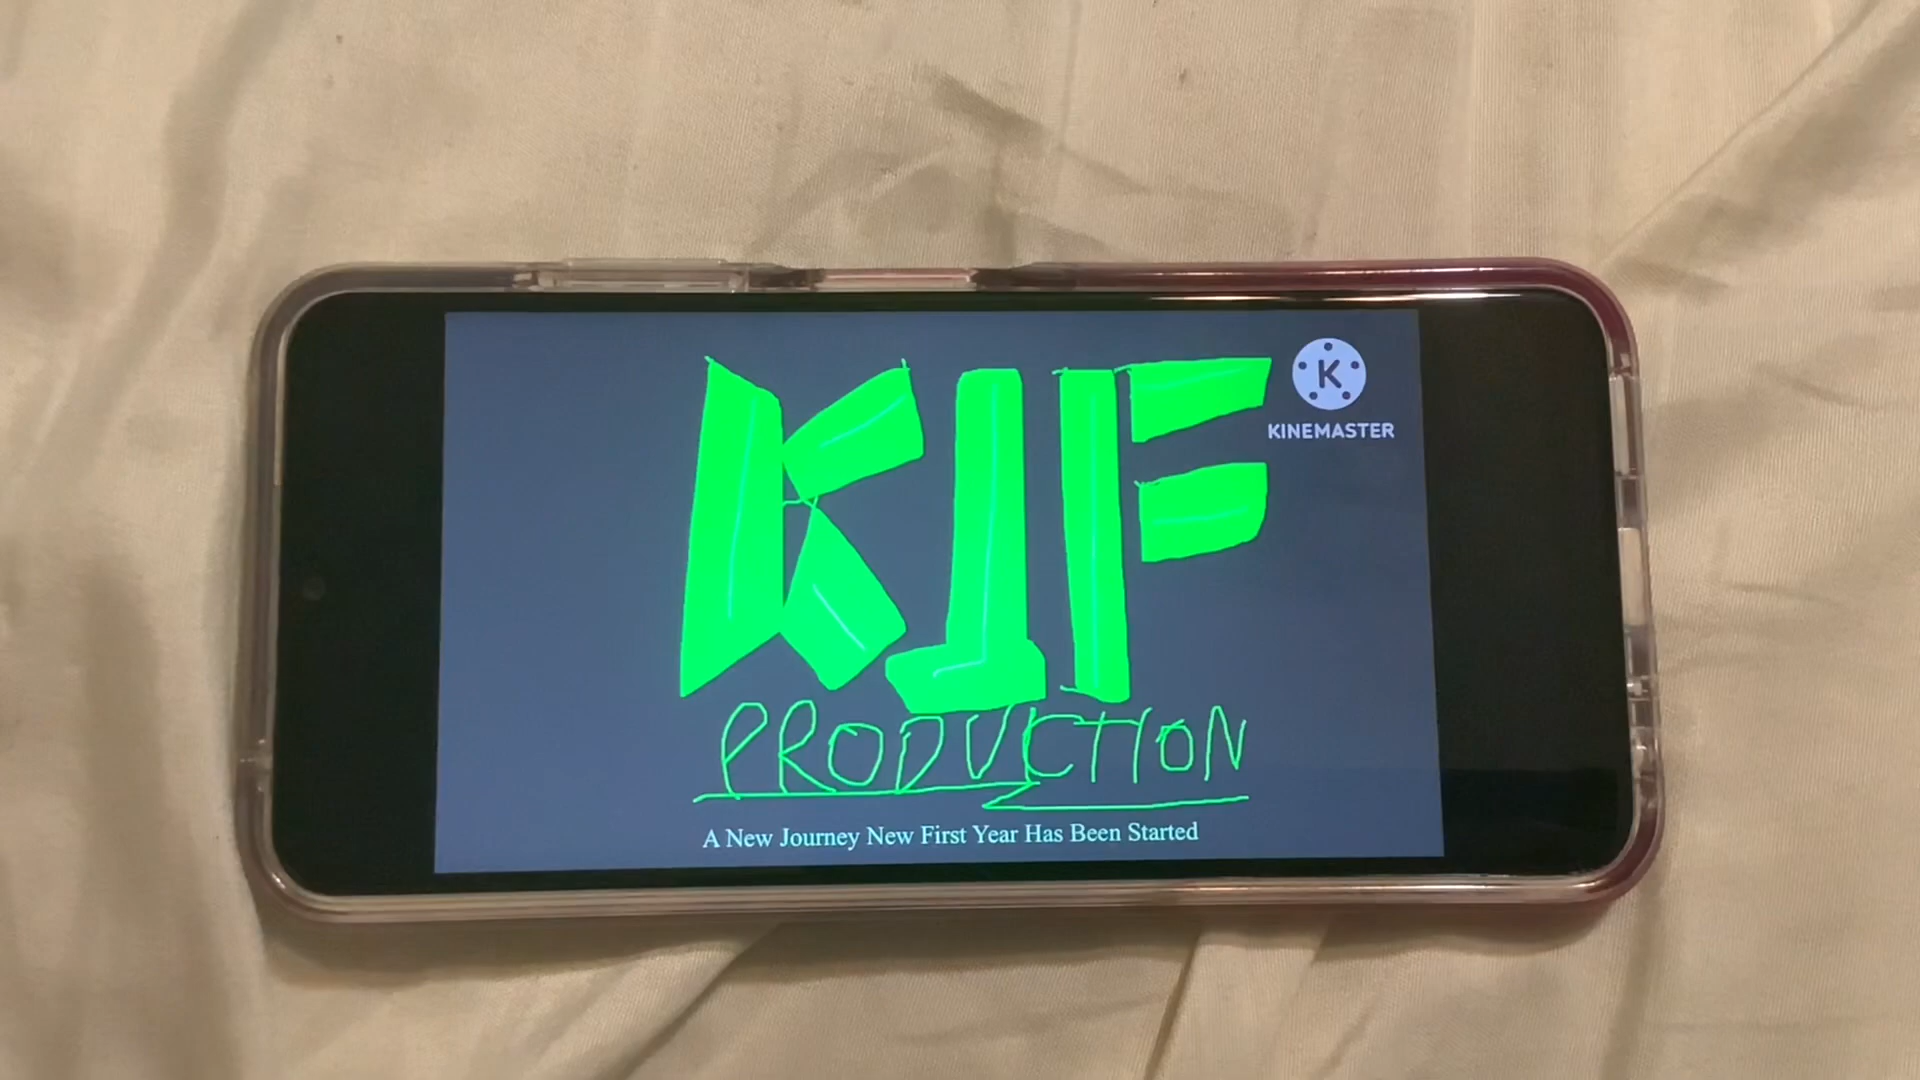 KJF
K
KINEMASTER
PRODUCTION
A New Journey New First Year Has Been Started